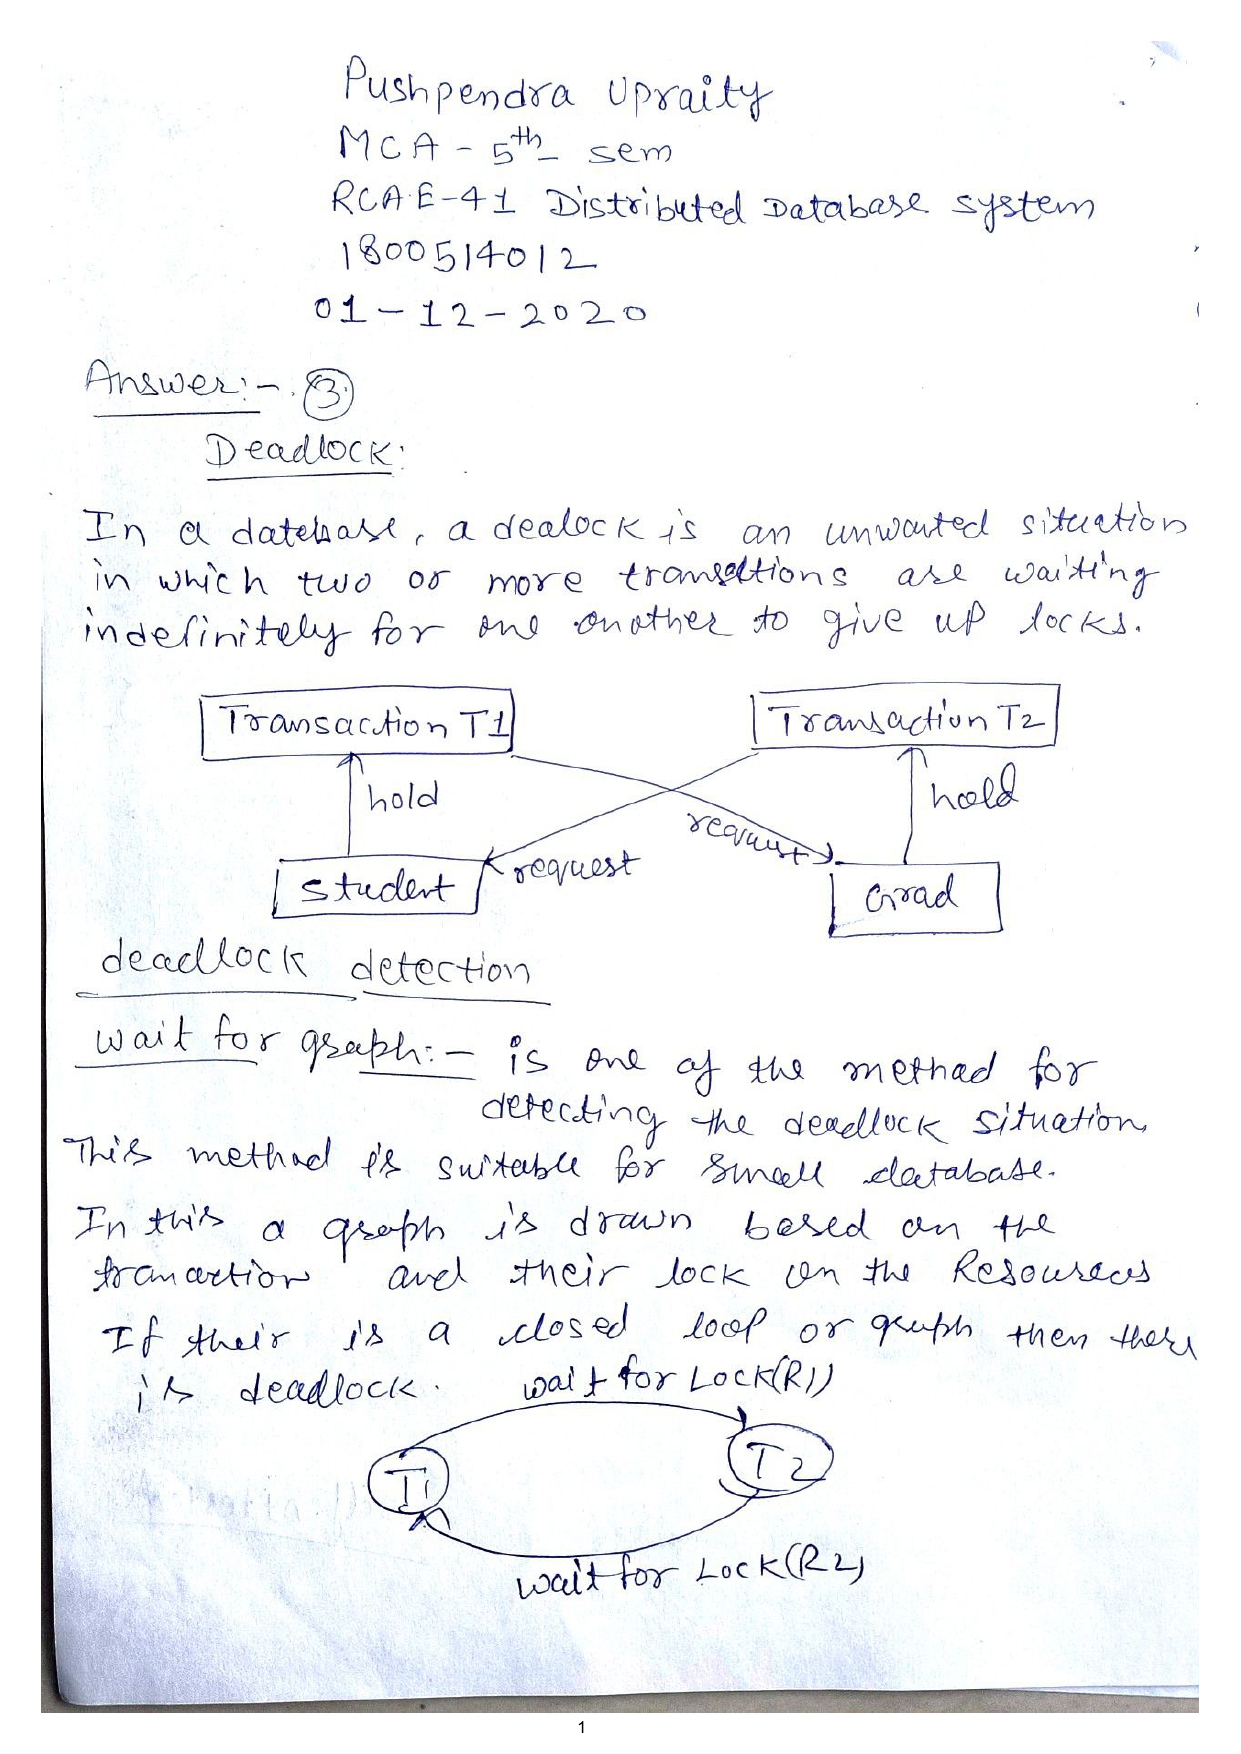 Pushpendra Upraity
MCA - 5th sem
RCA E-41 Distributed Database system
1800514012
01-12-2020
Answer:- 3
Deadlock:
In a datebase, a dealock is an unwanted situation
in which two or more transactions are waiting
indefinitely for one another to give up locks.
Transaction T1
Transaction T2
hold
hold
request
request
Student
Grad
deadlock detection
wait for graph:- is one of the method for
detecting the deadlock situation,
This method is suitable for small database.
In this a graph is drawn based on the
tranaction and their lock on the Resources
If their is a closed loop or graph then there
is deadlock.
wait for Lock(R1)
T1
T2
wait for Lock(R2)
1